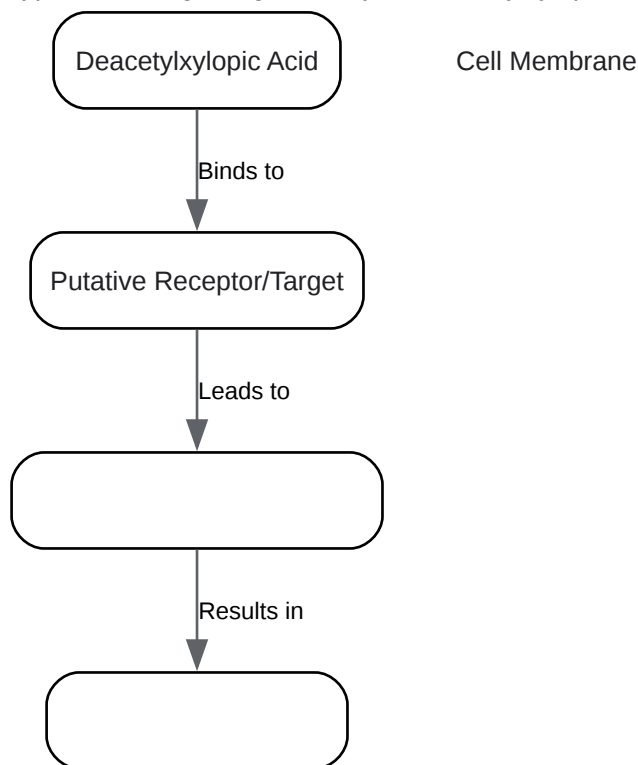 Deacetylxylopic Acid
Cell Membrane
Binds to
Putative Receptor/Target
Leads to
Results in